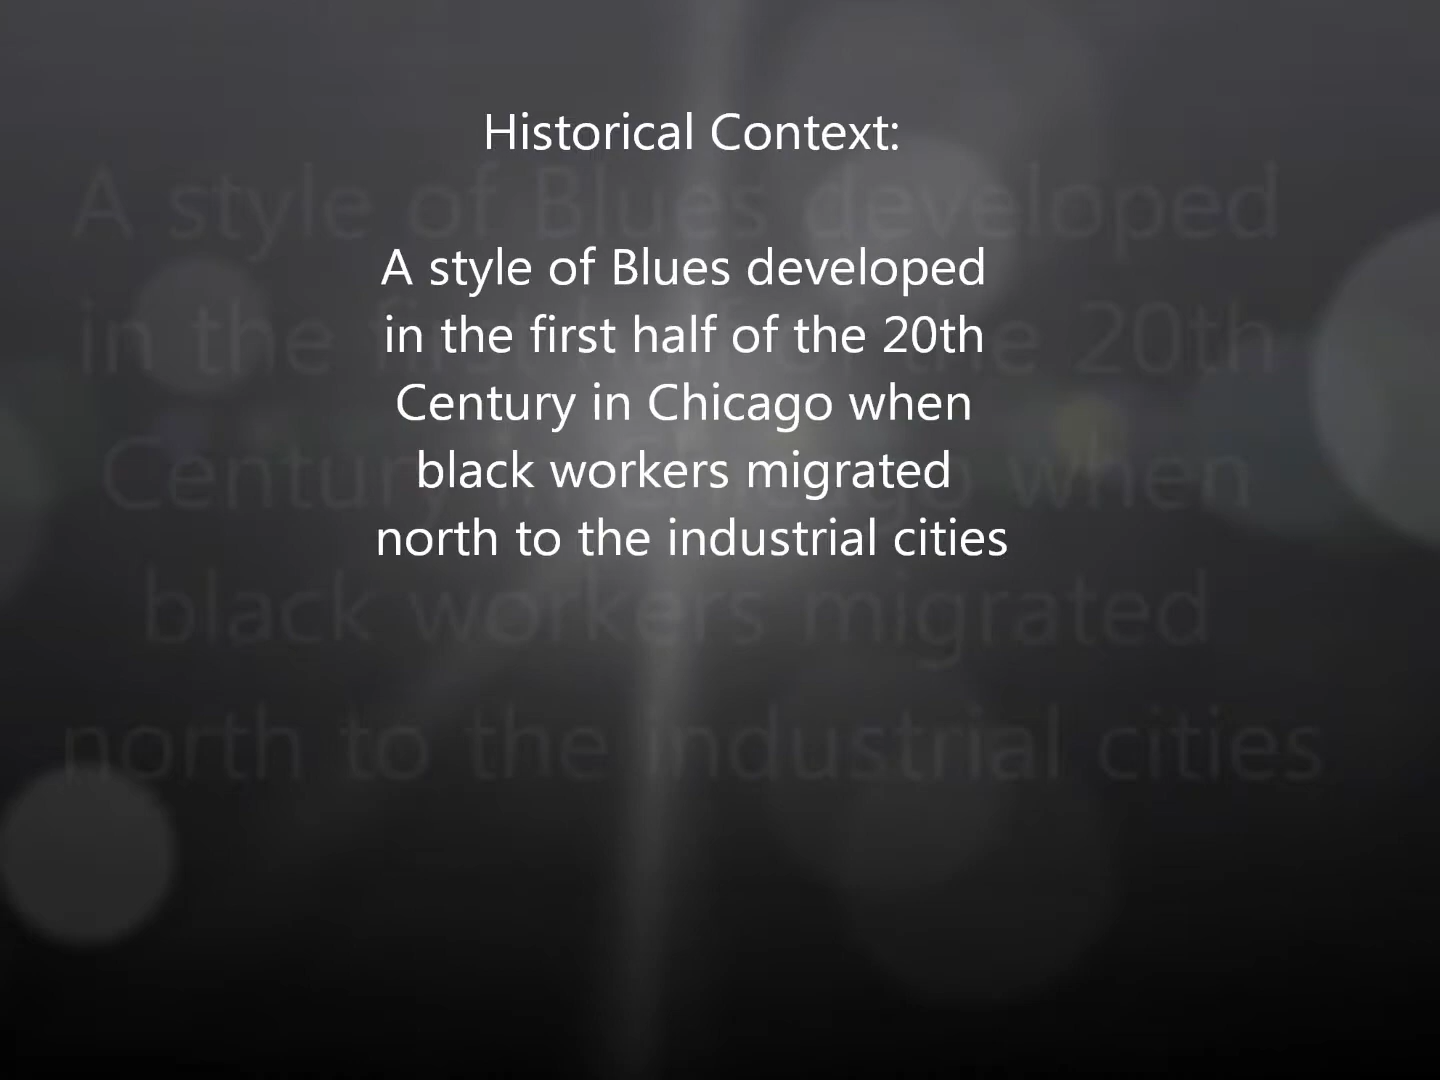 Historical Context:
A style of Blues developed
in the first half of the 20th
Century in Chicago when
black workers migrated
north to the industrial cities